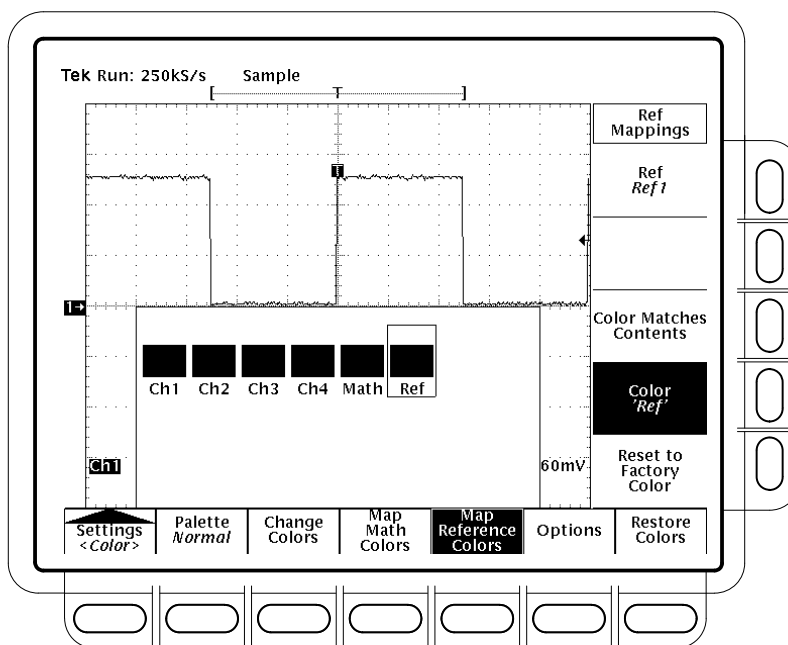 Tek Run: 250kS/s Sample
[ T ]
T
1→
Ch1 Ch2 Ch3 Ch4 Math Ref
Ch1
60mV
Ref
Mappings
Ref
Ref1
Color Matches
Contents
Color
'Ref'
Reset to
Factory
Color
Settings
<Color>
Palette
Normal
Change
Colors
Map
Math
Colors
Map
Reference
Colors
Options
Restore
Colors